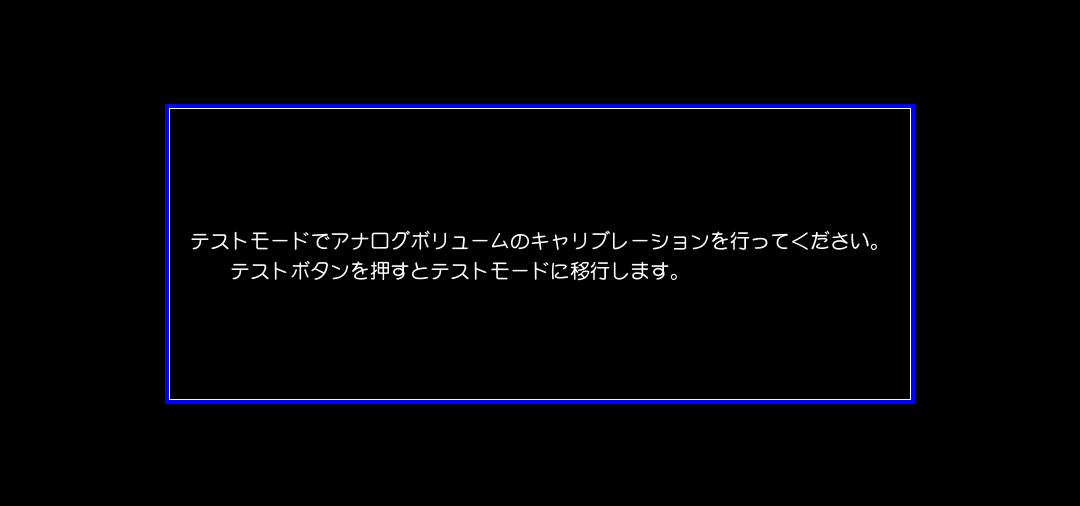 テストモードでアナログボリュームのキャリブレーションを行ってください。
テストボタンを押すとテストモードに移行します。